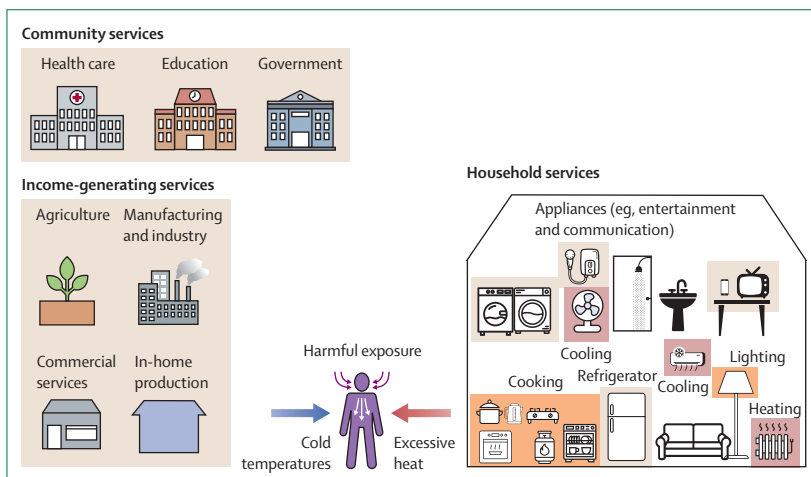 Community services
Health care
Education
Government
Income-generating services
Agriculture
Manufacturing
and industry
Commercial
services
In-home
production
Harmful exposure
Cold
temperatures
Excessive
heat
Household services
Appliances (eg, entertainment
and communication)
Cooling
Cooking
Refrigerator
Cooling
Lighting
Heating